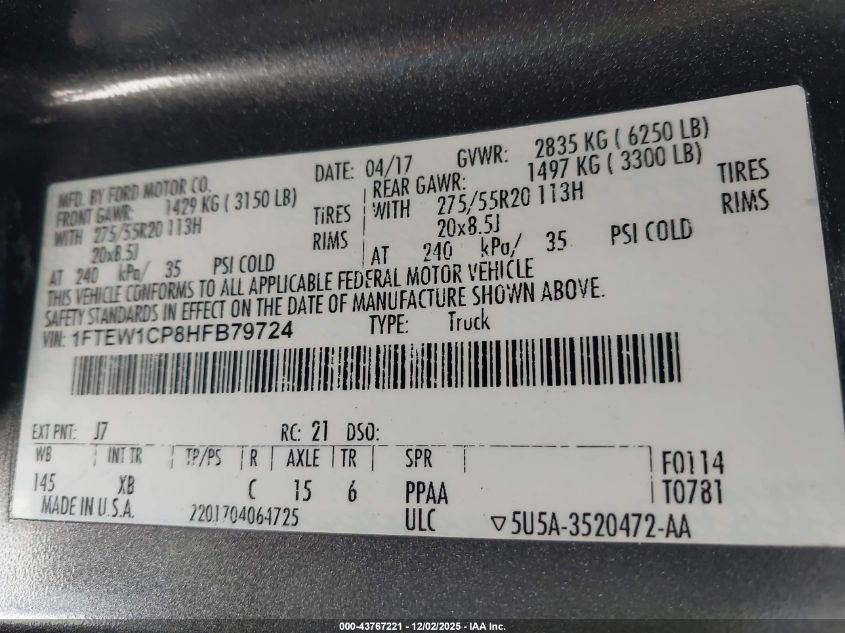 MFD. BY FORD MOTOR CO. DATE: 04/17 GVWR: 2835 KG ( 6250 LB)
FRONT GAWR: 1429 KG ( 3150 LB) REAR GAWR: 1497 KG ( 3300 LB)
WITH 275/55R20 113H TIRES WITH 275/55R20 113H TIRES
20x8.5J RIMS 20x8.5J RIMS
AT 240 kPa/ 35 PSI COLD AT 240 kPa/ 35 PSI COLD
THIS VEHICLE CONFORMS TO ALL APPLICABLE FEDERAL MOTOR VEHICLE
SAFETY STANDARDS IN EFFECT ON THE DATE OF MANUFACTURE SHOWN ABOVE.
VIN: 1FTEW1CP8HFB79724 TYPE: Truck
EXT PNT: J7 RC: 21 DSO:
WB INT TR TP/PS R AXLE TR SPR F0114
145 XB C 15 6 PPAA T0781
MADE IN U.S.A. 2201704064725 ULC ▽5U5A-3520472-AA
000-43767221 - 12/02/2025 - IAA Inc.